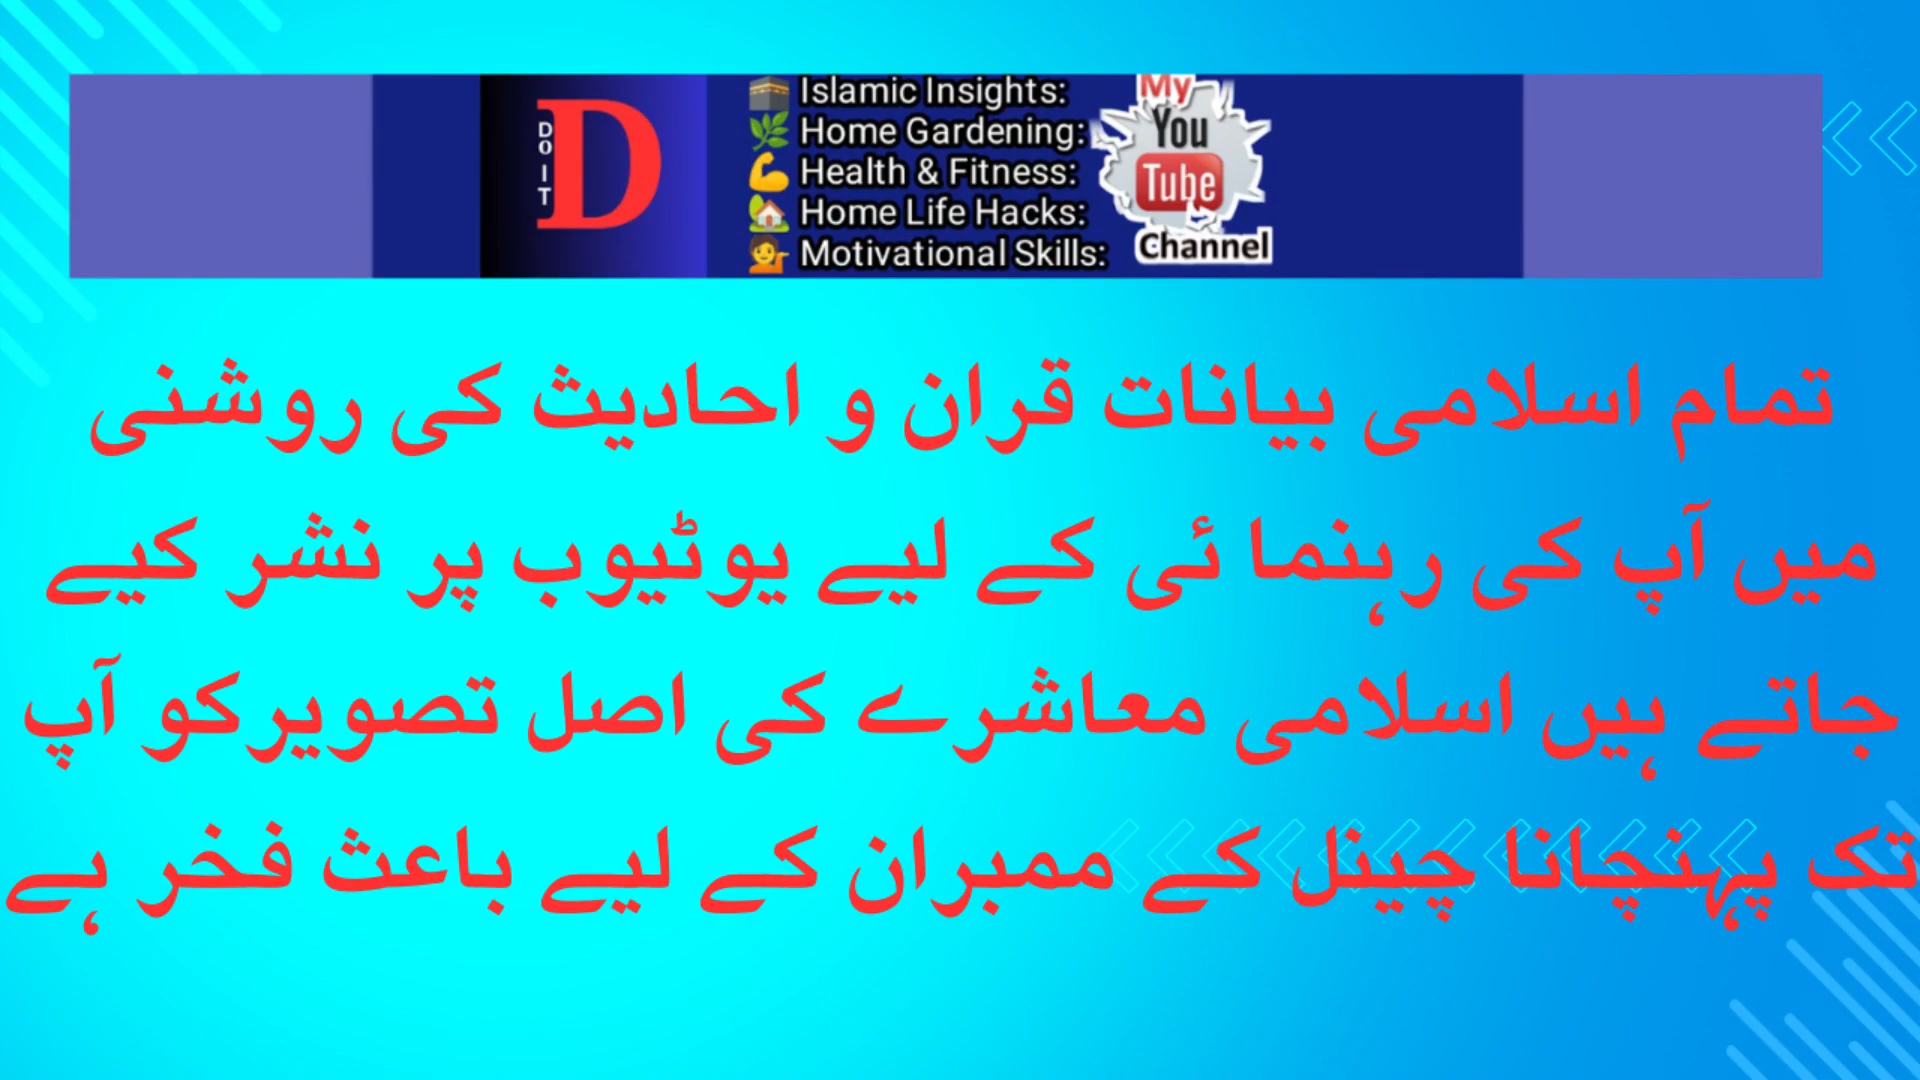 DO IT
D
🕋 Islamic Insights:
🌿 Home Gardening:
💪 Health & Fitness:
🏡 Home Life Hacks:
💁 Motivational Skills:
My
You
Tube
Channel
تمام اسلامی بیانات قران و احادیث کی روشنی
میں آپ کی رہنما ئی کے لیے یوٹیوب پر نشر کیے
جاتے ہیں اسلامی معاشرے کی اصل تصویرکو آپ
تک پہنچانا چینل کے ممبران کے لیے باعث فخر ہے